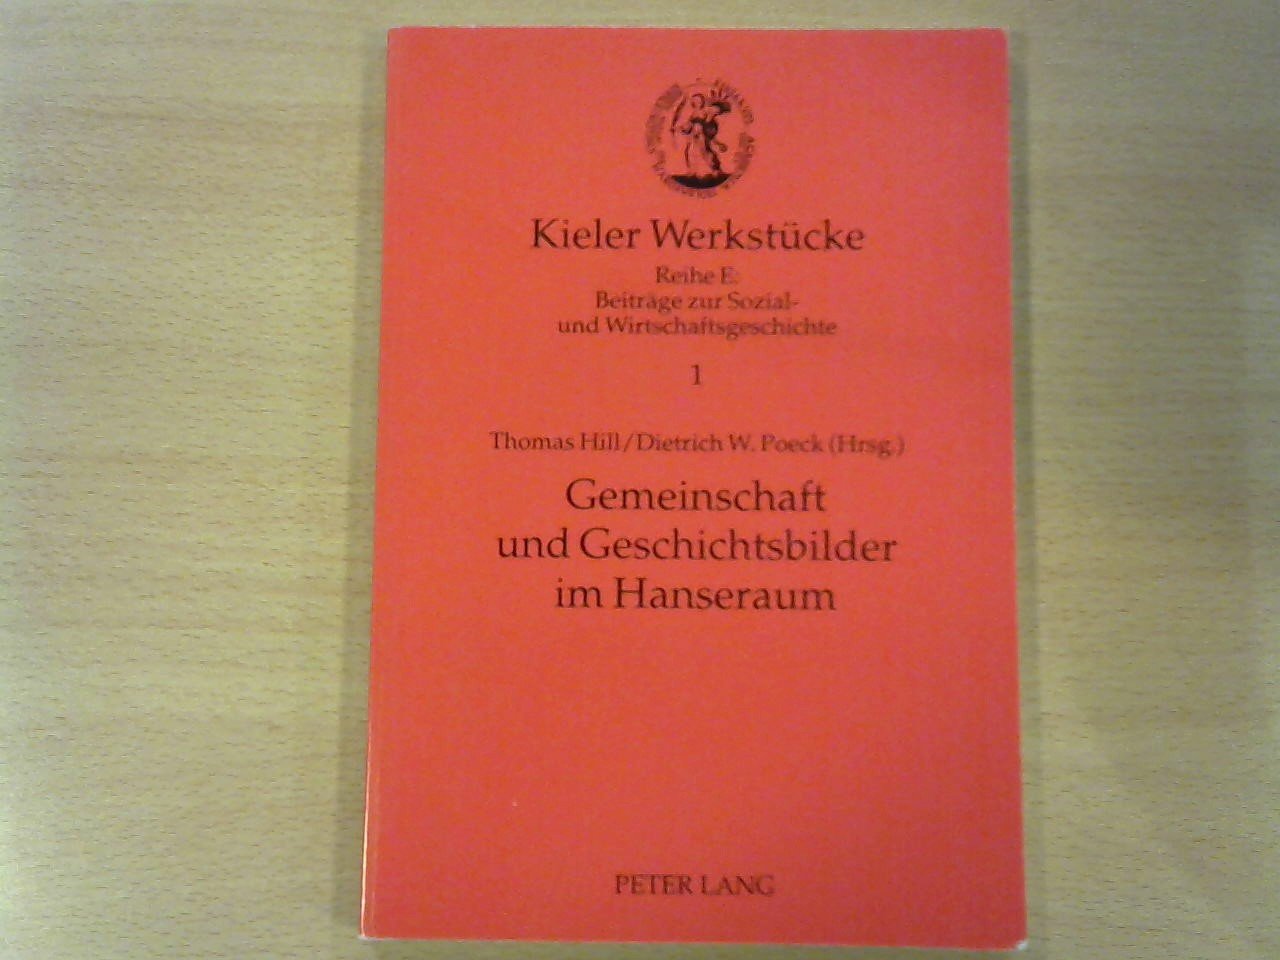 Kieler Werkstücke
Reihe E:
Beiträge zur Sozial-
und Wirtschaftsgeschichte
1
Thomas Hill/Dietrich W. Poeck (Hrsg.)
Gemeinschaft
und Geschichtsbilder
im Hanseraum
PETER LANG